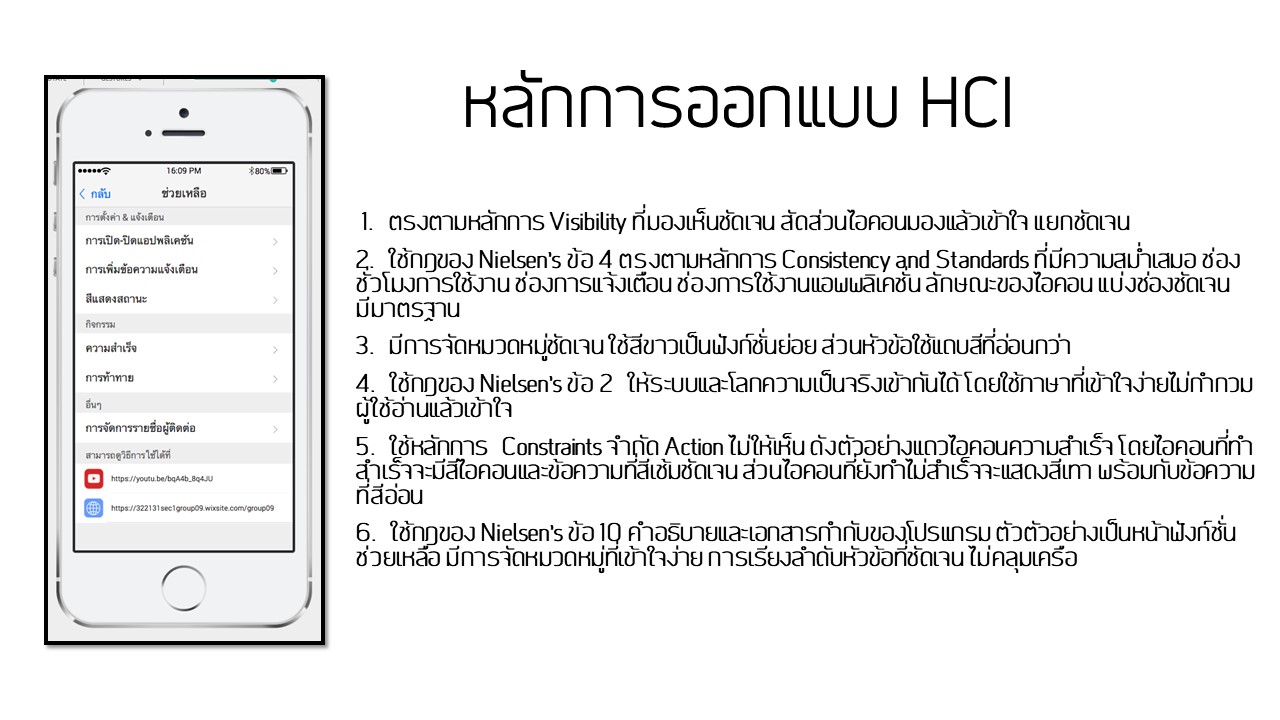 หลักการออกแบบ HCI
16:09 PM
80%
กลับ
ช่วยเหลือ
การตั้งค่า & แจ้งเตือน
การเปิด-ปิดแอปพลิเคชัน
การเพิ่มข้อความแจ้งเตือน
สีแสดงสถานะ
กิจกรรม
ความสำเร็จ
การท้าทาย
อื่นๆ
การจัดการรายชื่อผู้ติดต่อ
สามารถดูวิธีการใช้ได้ที่
https://youtu.be/bqA4b_8q4JU
https://322131sec1group09.wixsite.com/group09
1. ตรงตามหลักการ Visibility ที่มองเห็นชัดเจน สัดส่วนไอคอนมองแล้วเข้าใจ แยกชัดเจน
2. ใช้กฎของ Nielsen's ข้อ 4 ตรงตามหลักการ Consistency and Standards ที่มีความสม่ำเสมอ ช่อง
ชั่วโมงการใช้งาน ช่องการแจ้งเตือน ช่องการใช้งานแอพพลิเคชั่น ลักษณะของไอคอน แบ่งช่องชัดเจน
มีมาตรฐาน
3. มีการจัดหมวดหมู่ชัดเจน ใช้สีขาวเป็นฟังก์ชั่นย่อย ส่วนหัวข้อใช้แถบสีที่อ่อนกว่า
4. ใช้กฎของ Nielsen's ข้อ 2 ให้ระบบและโลกความเป็นจริงเข้ากันได้ โดยใช้ภาษาที่เข้าใจง่ายไม่กำกวม
ผู้ใช้อ่านแล้วเข้าใจ
5. ใช้หลักการ Constraints จำกัด Action ไม่ให้เห็น ดังตัวอย่างแถวไอคอนความสำเร็จ โดยไอคอนที่ทำ
สำเร็จจะมีสีไอคอนและข้อความที่สีเข้มชัดเจน ส่วนไอคอนที่ยังทำไม่สำเร็จจะแสดงสีเทา พร้อมกับข้อความ
ที่สีอ่อน
6. ใช้กฎของ Nielsen's ข้อ 10 คำอธิบายและเอกสารกำกับของโปรแกรม ตัวตัวอย่างเป็นหน้าฟังก์ชั่น
ช่วยเหลือ มีการจัดหมวดหมู่ที่เข้าใจง่าย การเรียงลำดับหัวข้อที่ชัดเจน ไม่คลุมเครือ